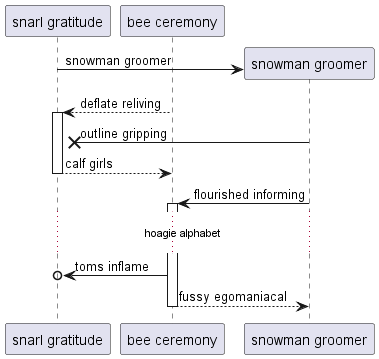 snarl gratitude
bee ceremony
snowman groomer
snowman groomer
deflate reliving
outline gripping
calf girls
flourished informing
hoagie alphabet
toms inflame
fussy egomaniacal
snarl gratitude
bee ceremony
snowman groomer